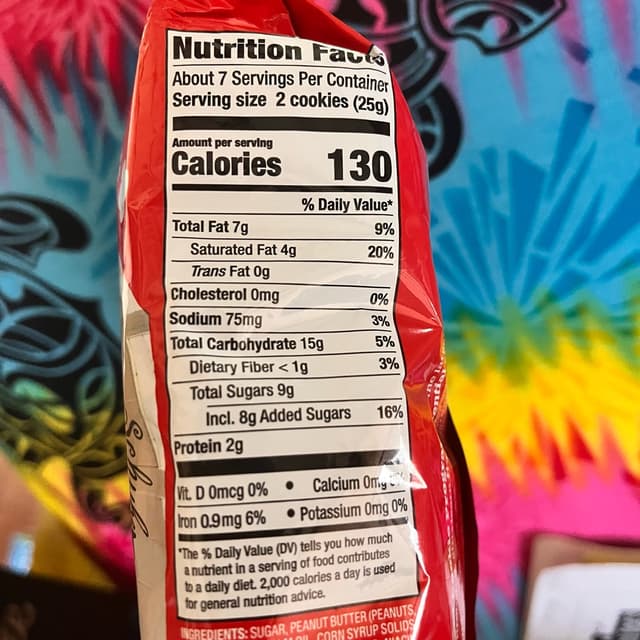 Nutrition Facts
About 7 Servings Per Container
Serving size 2 cookies (25g)
Amount per serving
Calories 130
% Daily Value*
Total Fat 7g 9%
Saturated Fat 4g 20%
Trans Fat 0g
Cholesterol 0mg 0%
Sodium 75mg 3%
Total Carbohydrate 15g 5%
Dietary Fiber < 1g 3%
Total Sugars 9g
Incl. 8g Added Sugars 16%
Protein 2g
Vit. D 0mcg 0% • Calcium 0mg
Iron 0.9mg 6% • Potassium 0mg 0%
*The % Daily Value (DV) tells you how much
a nutrient in a serving of food contributes
to a daily diet. 2,000 calories a day is used
for general nutrition advice.
INGREDIENTS: SUGAR, PEANUT BUTTER (PEANUTS,
CORN SYRUP SOLIDS